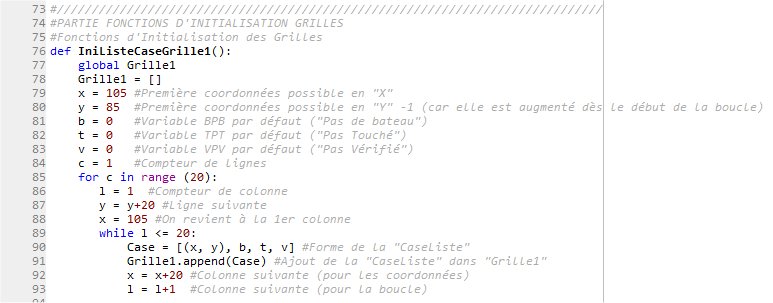 73 #//////////////////////////////////////////////////////////////////////////////
74 #PARTIE FONCTIONS D'INITIALISATION GRILLES
75 #Fonctions d'Initialisation des Grilles
76 def IniListeCaseGrille1():
77     global Grille1
78     Grille1 = []
79     x = 105 #Première coordonnées possible en "X"
80     y = 85  #Première coordonnées possible en "Y" -1 (car elle est augmenté dès le début de la boucle)
81     b = 0   #Variable BPB par défaut ("Pas de bateau")
82     t = 0   #Variable TPT par défaut ("Pas Touché")
83     v = 0   #Variable VPV par défaut ("Pas Vérifié")
84     c = 1   #Compteur de lignes
85     for c in range (20):
86        l = 1  #Compteur de colonne
87        y = y+20 #Ligne suivante
88        x = 105 #On revient à la 1er colonne
89        while l <= 20:
90            Case = [(x, y), b, t, v] #Forme de la "CaseListe"
91            Grille1.append(Case) #Ajout de la "CaseListe" dans "Grille1"
92            x = x+20 #Colonne suivante (pour les coordonnées)
93            l = l+1  #Colonne suivante (pour la boucle)
94